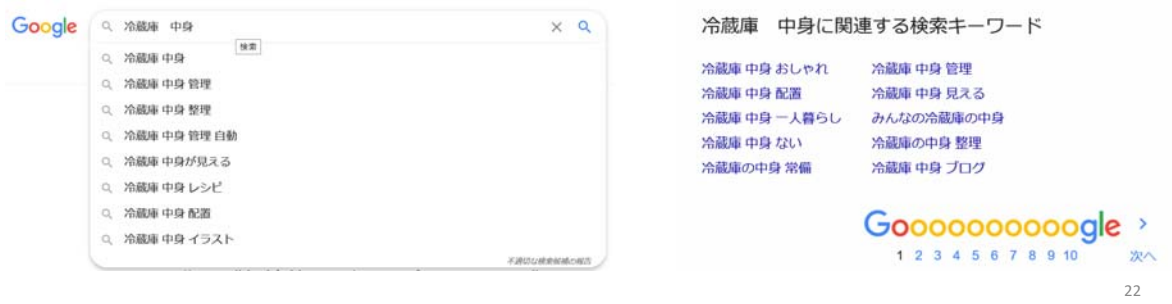 Google
冷蔵庫　中身
検索
冷蔵庫 中身
冷蔵庫 中身 管理
冷蔵庫 中身 整理
冷蔵庫 中身 管理 自動
冷蔵庫 中身が見える
冷蔵庫 中身 レシピ
冷蔵庫 中身 配置
冷蔵庫 中身 イラスト
不適切な検索候補の報告
冷蔵庫　中身に関連する検索キーワード
冷蔵庫 中身 おしゃれ　冷蔵庫 中身 管理
冷蔵庫 中身 配置　冷蔵庫 中身 見える
冷蔵庫 中身 一人暮らし　みんなの冷蔵庫の中身
冷蔵庫 中身 ない　冷蔵庫の中身 整理
冷蔵庫の中身 常備　冷蔵庫 中身 ブログ
Goooooooooogle
1 2 3 4 5 6 7 8 9 10 次へ
22